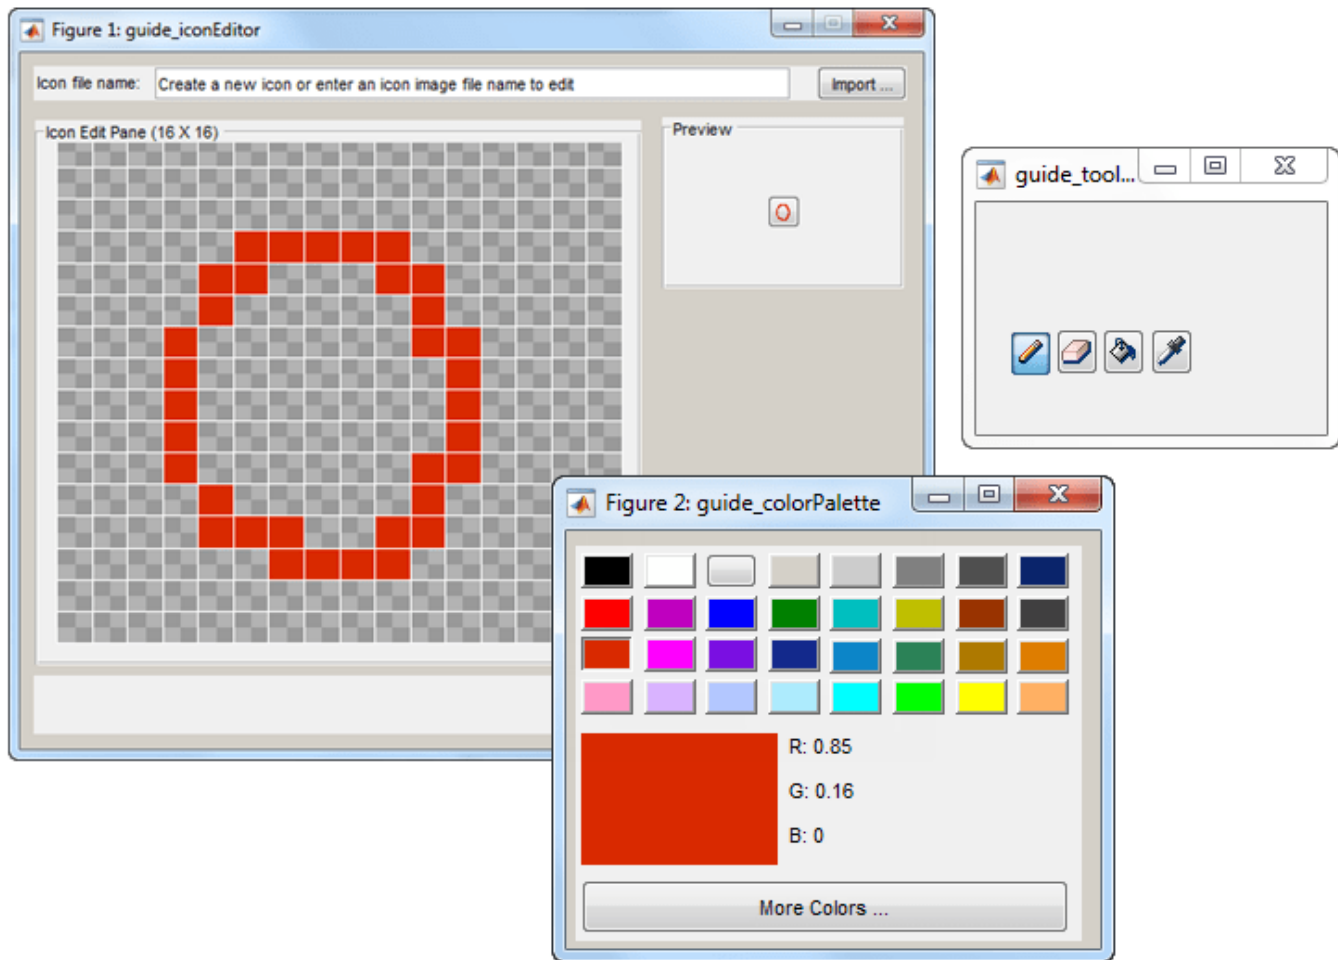 Figure 1: guide_iconEditor
Icon file name:
Create a new icon or enter an icon image file name to edit
Import ...
Icon Edit Pane (16 X 16)
Preview
guide_tool...
Figure 2: guide_colorPalette
R: 0.85
G: 0.16
B: 0
More Colors ...